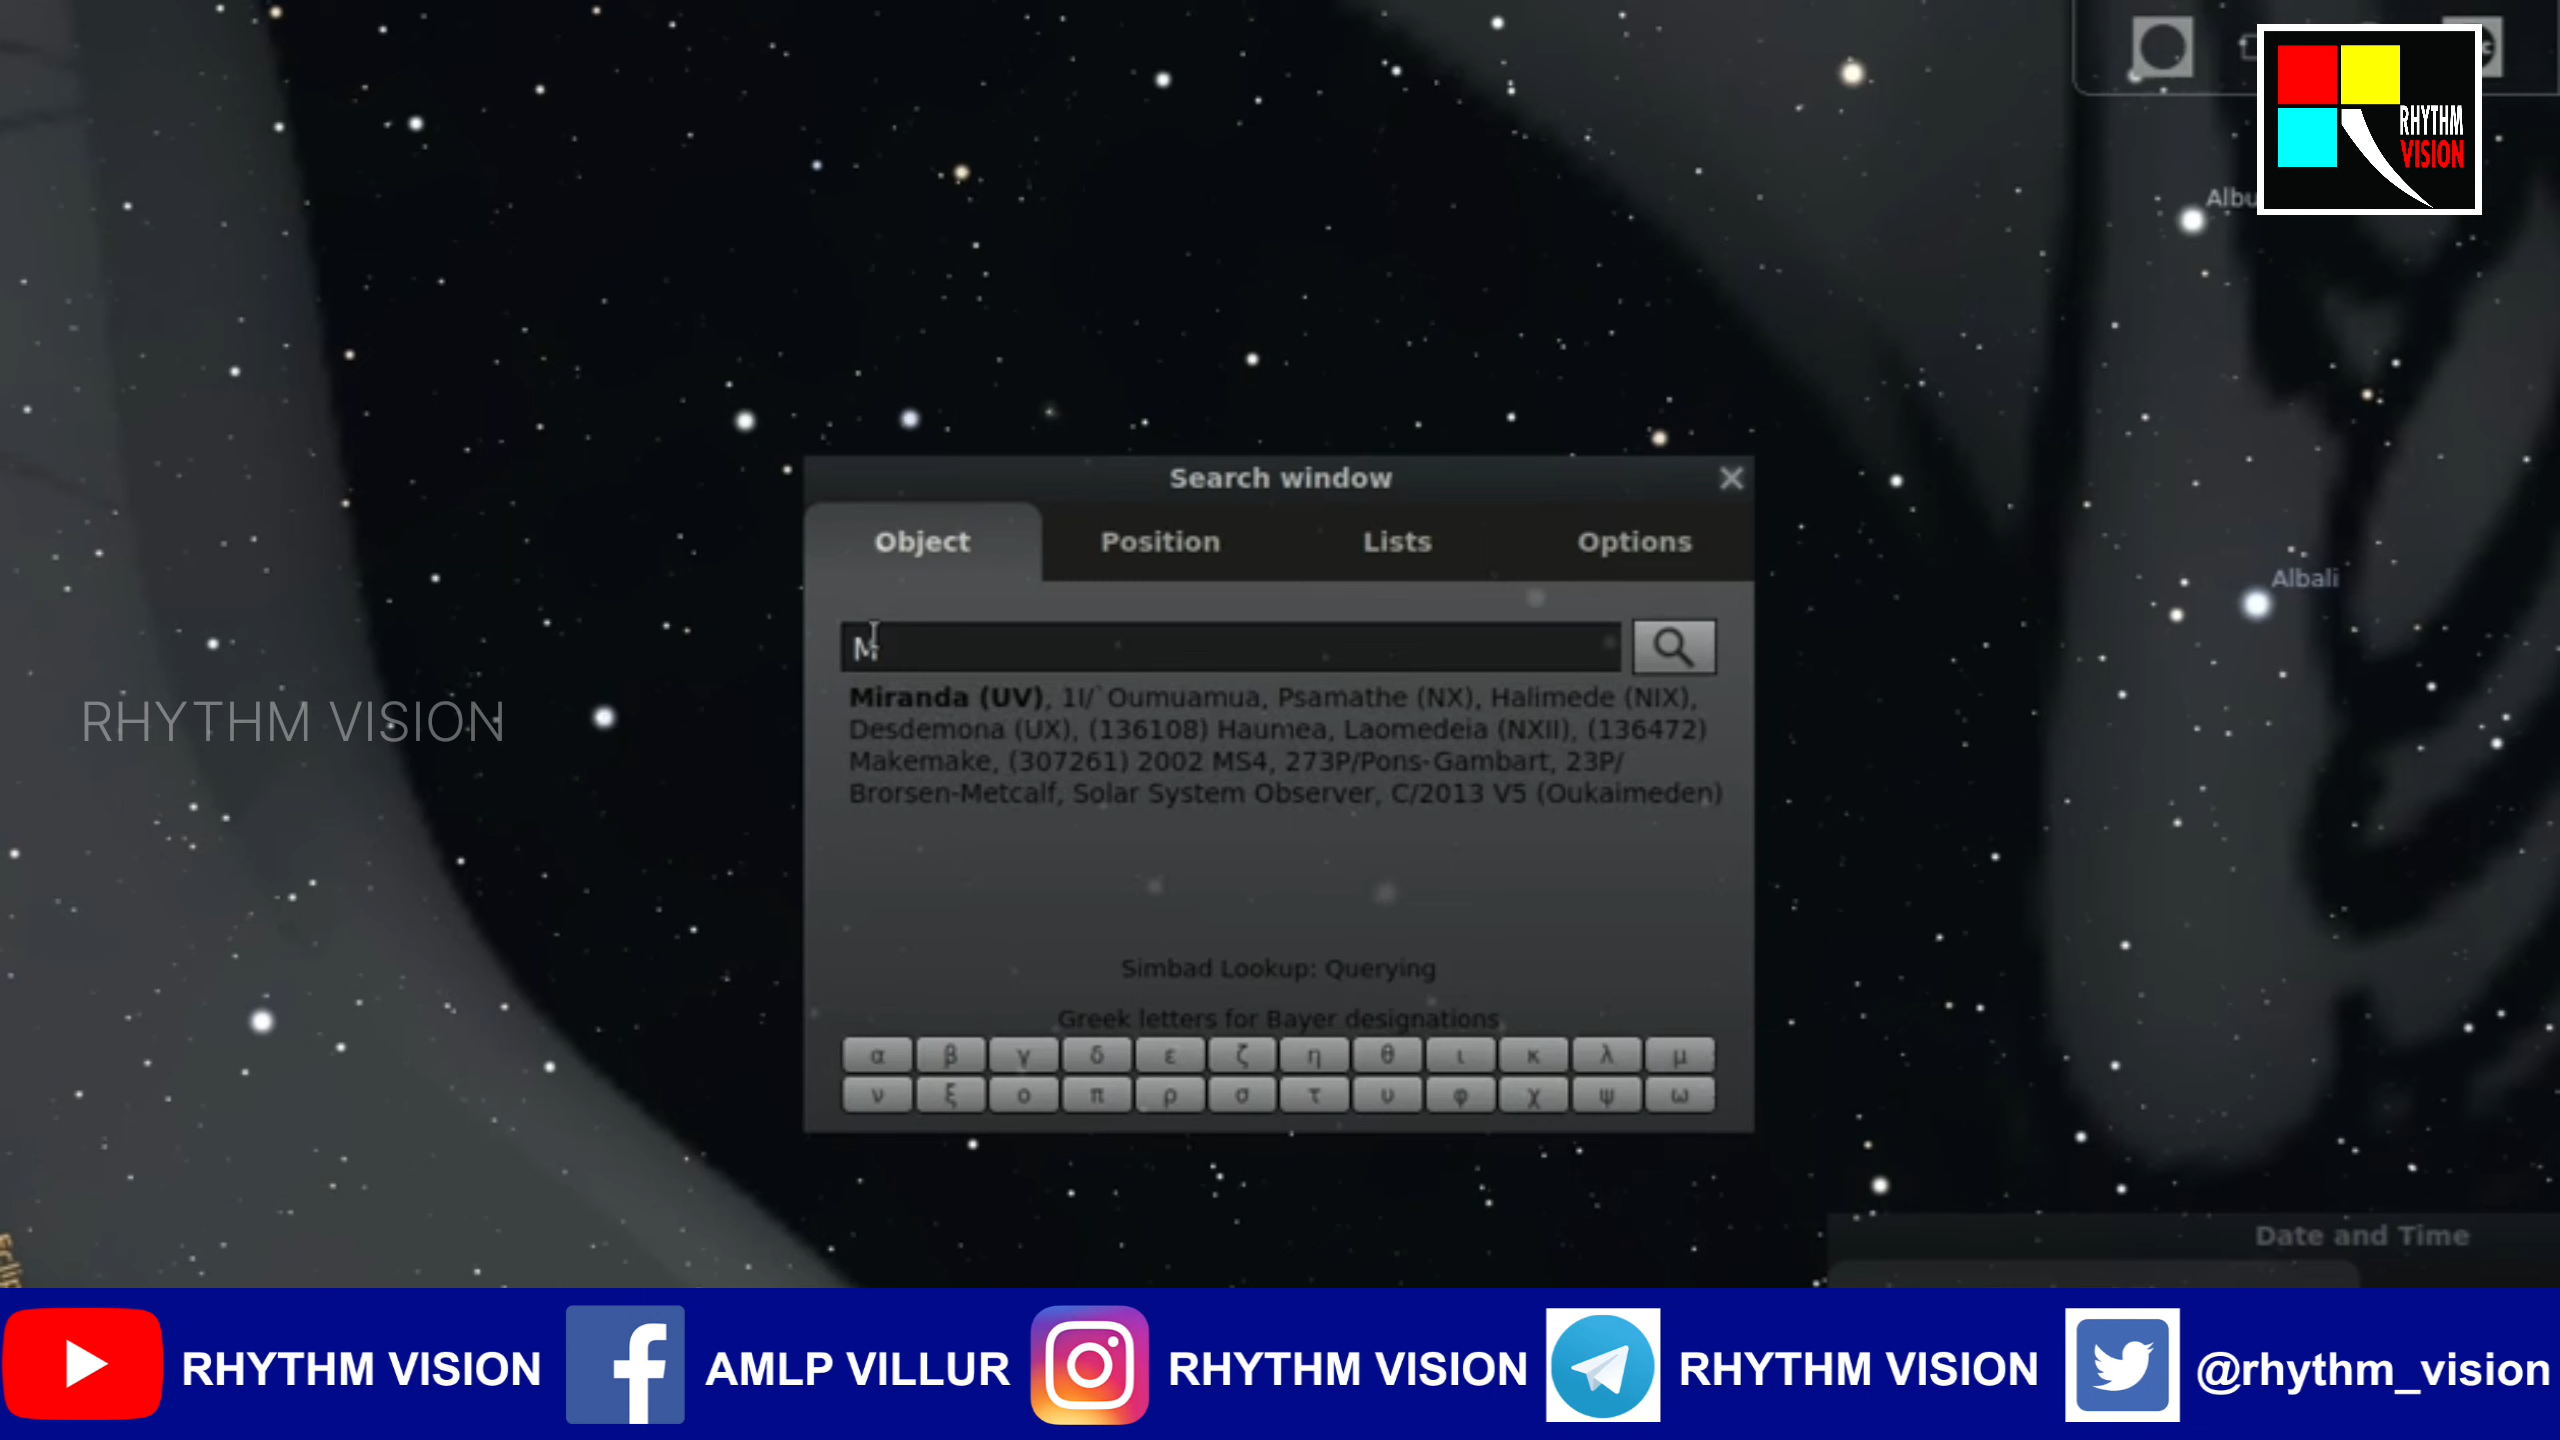 RHYTHM
VISION
Albu
Search window
Object
Position
Lists
Options
Albali
M
Miranda (UV), 1I/`Oumuamua, Psamathe (NX), Halimede (NIX),
Desdemona (UX), (136108) Haumea, Laomedeia (NXII), (136472)
Makemake, (307261) 2002 MS4, 273P/Pons-Gambart, 23P/
Brorsen-Metcalf, Solar System Observer, C/2013 V5 (Oukaimeden)
RHYTHM VISION
Simbad Lookup: Querying
Greek letters for Bayer designations
α β γ δ ε ζ η θ ι κ λ μ
ν ξ ο π ρ σ τ υ φ χ ψ ω
Date and Time
RHYTHM VISION
AMLP VILLUR
RHYTHM VISION
RHYTHM VISION
@rhythm_vision